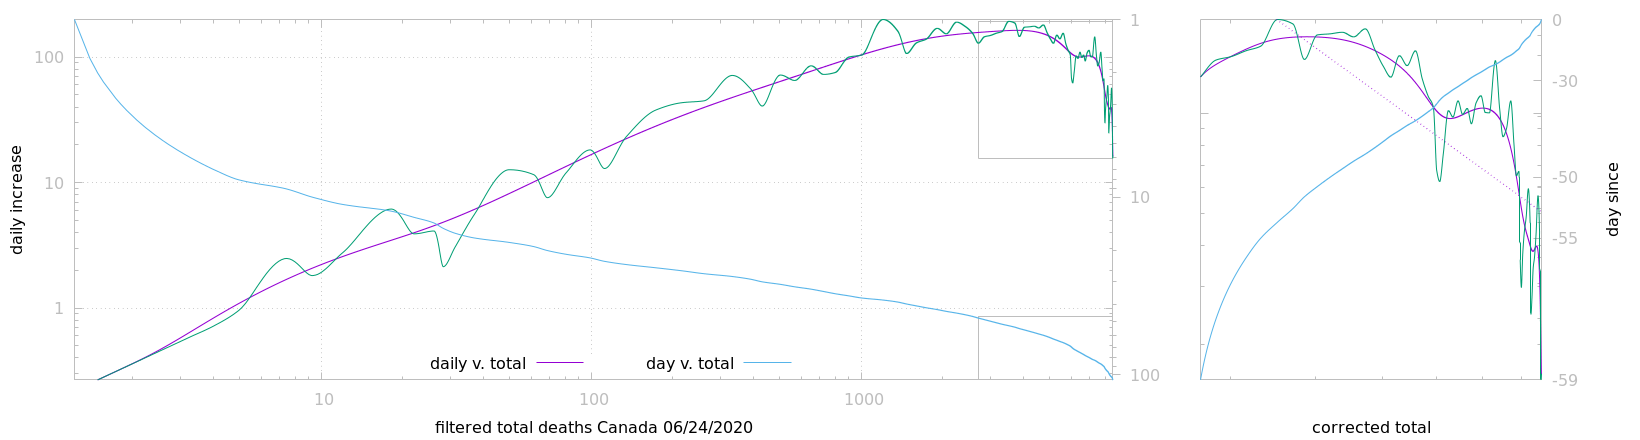 daily increase
100
10
1
10
100
1000
1
10
100
daily v. total
day v. total
filtered total deaths Canada 06/24/2020
0
-30
-50
-55
-59
day since
corrected total